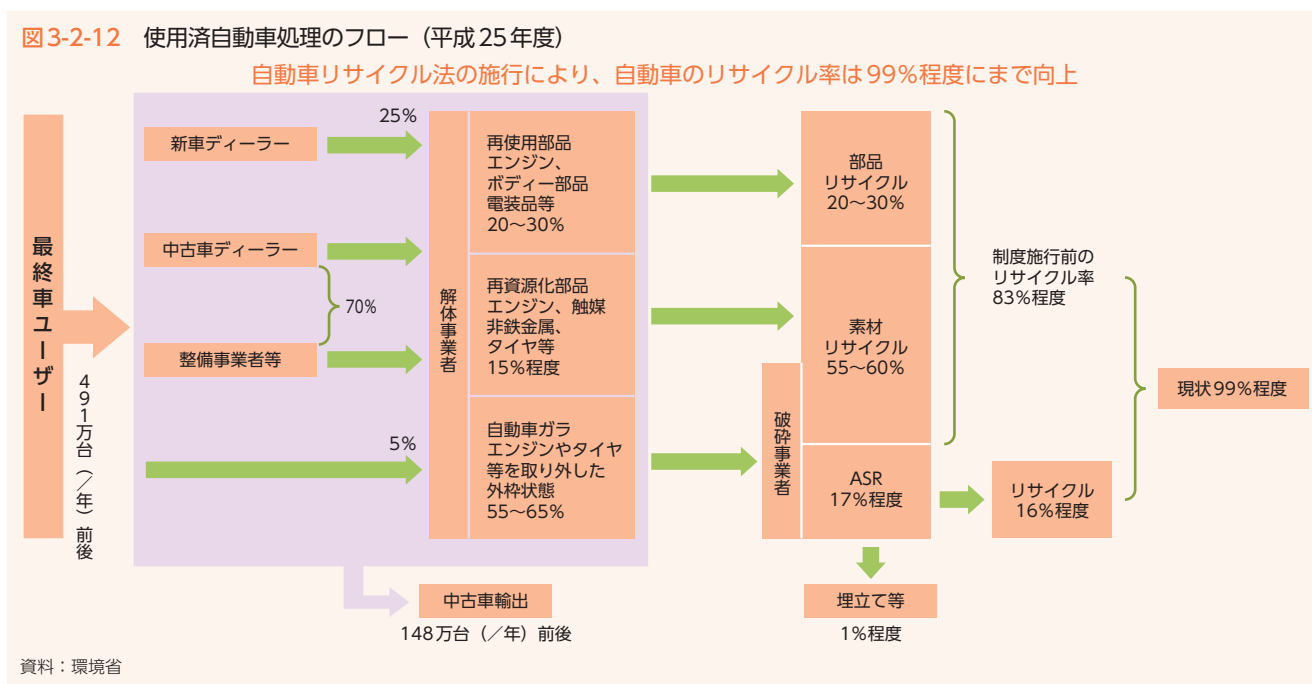 図3-2-12 使用済自動車処理のフロー（平成25年度）
自動車リサイクル法の施行により、自動車のリサイクル率は99％程度にまで向上
最終車ユーザー
491万台（／年）前後
新車ディーラー
25%
中古車ディーラー
70%
整備事業者等
5%
解体事業者
再使用部品
エンジン、
ボディー部品
電装品等
20～30%
再資源化部品
エンジン、触媒
非鉄金属、
タイヤ等
15％程度
自動車ガラ
エンジンやタイヤ
等を取り外した
外枠状態
55～65%
中古車輸出
148万台（／年）前後
破砕事業者
部品
リサイクル
20～30%
素材
リサイクル
55～60%
ASR
17％程度
埋立て等
1％程度
リサイクル
16％程度
制度施行前の
リサイクル率
83％程度
現状99％程度
資料：環境省